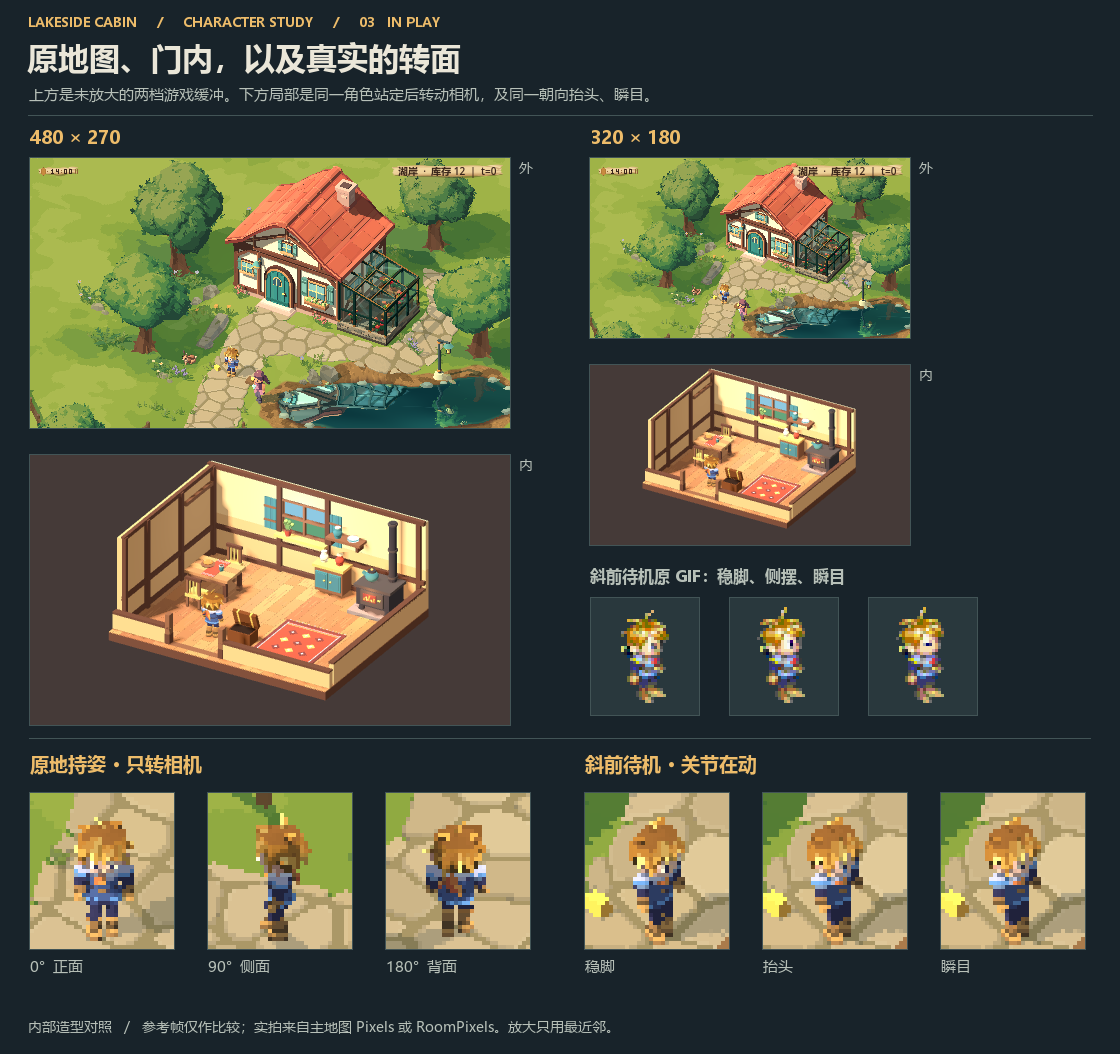 LAKESIDE CABIN / CHARACTER STUDY / 03 IN PLAY
原地图、门内，以及真实的转面
上方是未放大的两档游戏缓冲。下方局部是同一角色站定后转动相机，及同一朝向抬头、瞬目。
480 × 270
320 × 180
14:00
湖岸 · 库存 12 | t=0
外
14:00
湖岸 · 库存 12 | t=0
外
内
内
斜前待机原 GIF：稳脚、侧摆、瞬目
原地持姿・只转相机
斜前待机・关节在动
0° 正面
90° 侧面
180° 背面
稳脚
抬头
瞬目
内部造型对照 / 参考帧仅作比较；实拍来自主地图 Pixels 或 RoomPixels。放大只用最近邻。